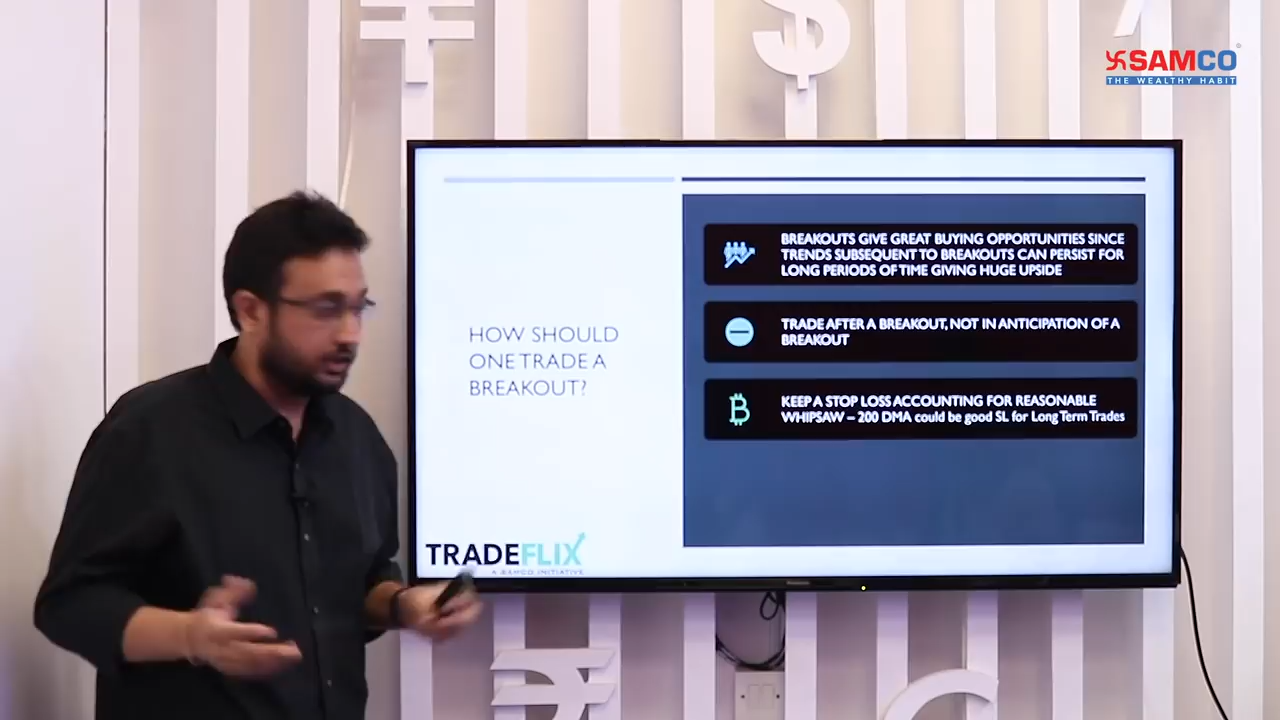 SAMCO
THE WEALTHY HABIT
HOW SHOULD
ONE TRADE A
BREAKOUT?
BREAKOUTS GIVE GREAT BUYING OPPORTUNITIES SINCE
TRENDS SUBSEQUENT TO BREAKOUTS CAN PERSIST FOR
LONG PERIODS OF TIME GIVING HUGE UPSIDE
TRADE AFTER A BREAKOUT, NOT IN ANTICIPATION OF A
BREAKOUT
KEEP A STOP LOSS ACCOUNTING FOR REASONABLE
WHIPSAW – 200 DMA could be good SL for Long Term Trades
TRADEFLIX
A SAMCO INITIATIVE